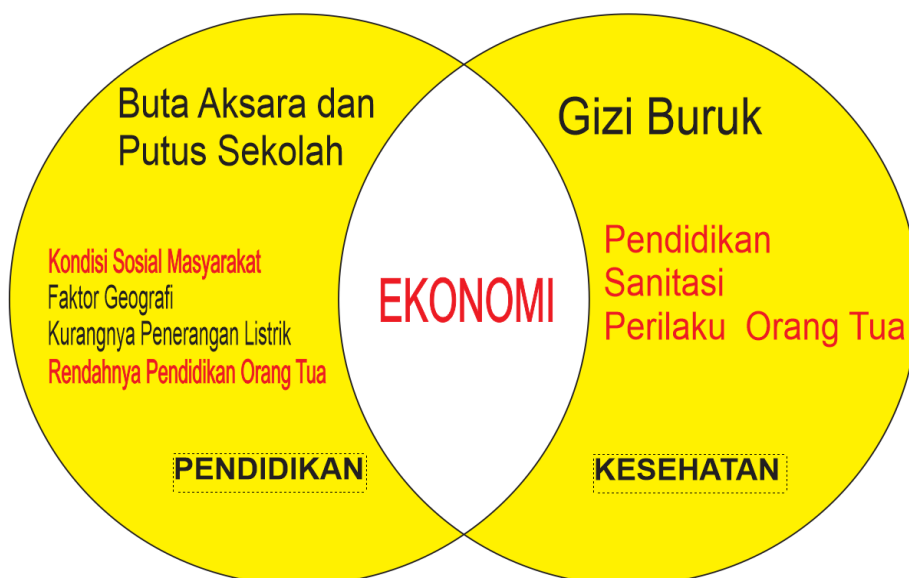 Buta Aksara dan
Putus Sekolah
Kondisi Sosial Masyarakat
Faktor Geografi
Kurangnya Penerangan Listrik
Rendahnya Pendidikan Orang Tua
PENDIDIKAN
EKONOMI
Gizi Buruk
Pendidikan
Sanitasi
Perilaku Orang Tua
KESEHATAN